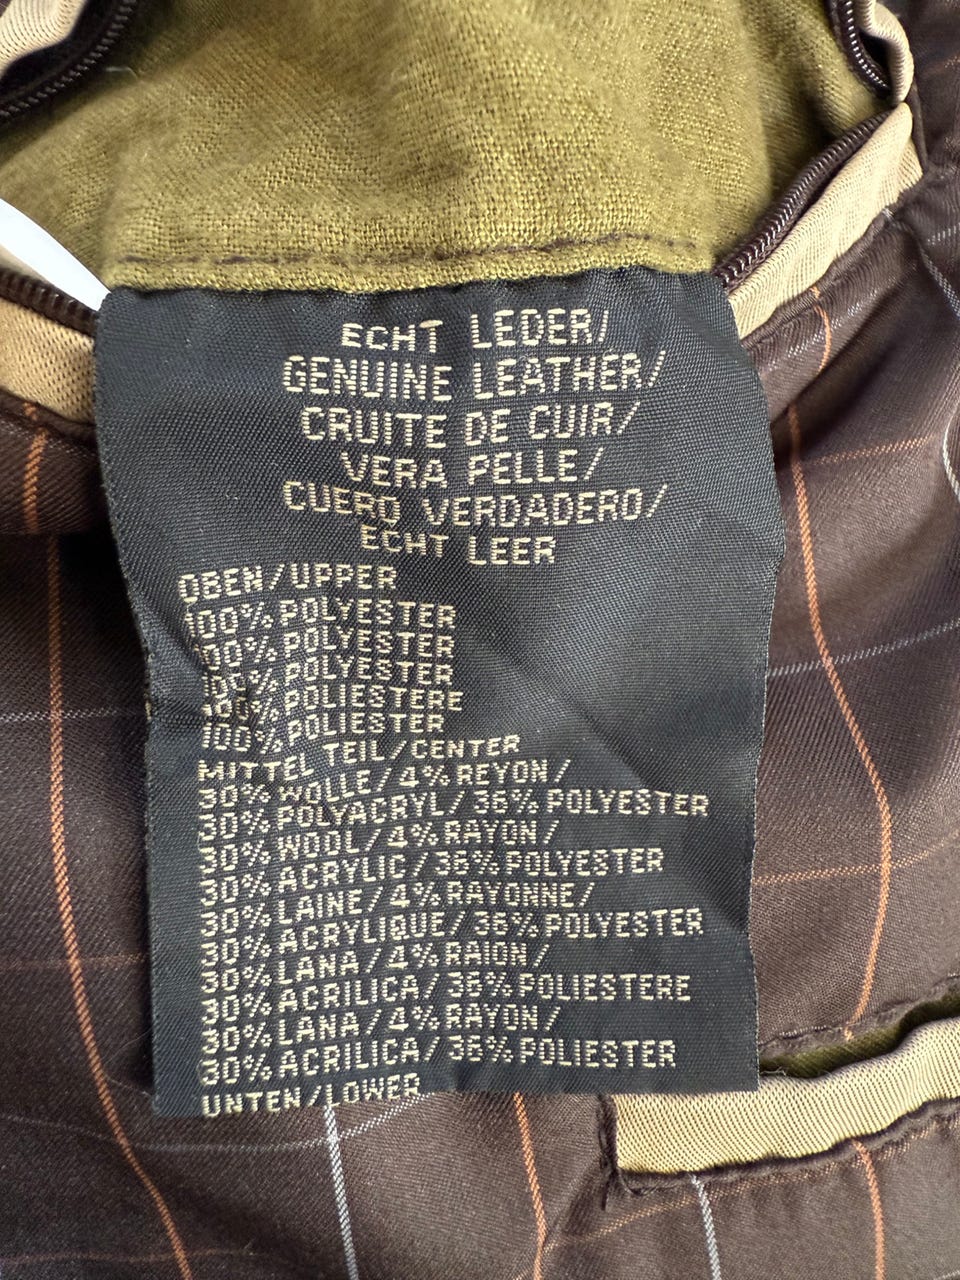 ECHT LEDER/
GENUINE LEATHER/
CRUITE DE CUIR/
VERA PELLE/
CUERO VERDADERO/
ECHT LEER
OBEN/UPPER
100% POLYESTER
100% POLYESTER
100% POLYESTER
100% POLIESTERE
100% POLIESTER
MITTEL TEIL/CENTER
30% WOLLE/4% REYON/
30% POLYACRYL/36% POLYESTER
30% WOOL/4% RAYON/
30% ACRYLIC/36% POLYESTER
30% LAINE/4% RAYONNE/
30% ACRYLIQUE/36% POLYESTER
30% LANA/4% RAION/
30% ACRILICA/36% POLIESTERE
30% LANA/4% RAYON/
30% ACRILICA/36% POLIESTER
UNTEN/LOWER